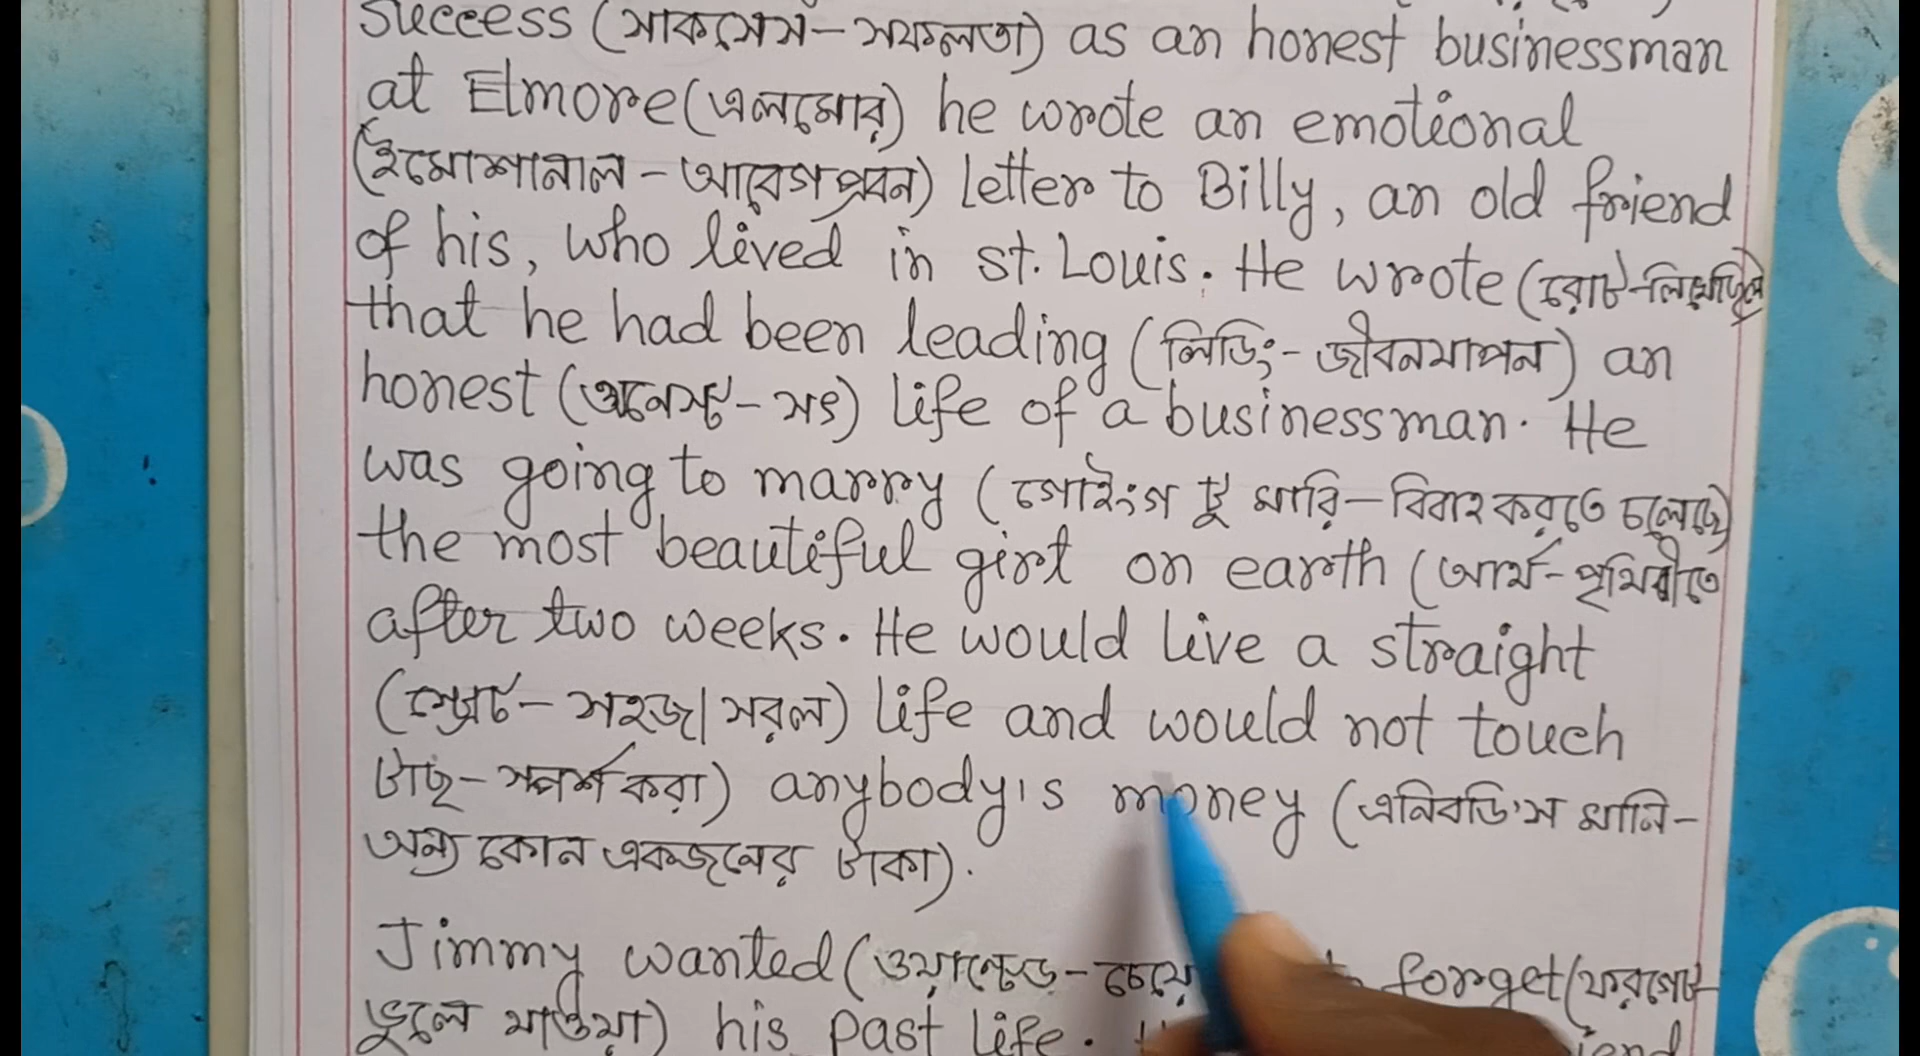 success (সাকসেস - সফলতা) as an honest businessman
at Elmore (এলমোর) he wrote an emotional
(ইমোশানাল - আবেগপ্রবন) letter to Billy, an old friend
of his, who lived in st. Louis. He wrote (রোট - লিখেছিল
that he had been leading (লিডিং - জীবনযাপন) an
honest (অনেস্ট - সৎ) life of a businessman. He
was going to marry (গোইংগ টু মারি - বিবাহ করতে চলেছে)
the most beautiful girl on earth (আর্থ - পৃথিবীতে
after two weeks. He would live a straight
(স্ট্রেট - সহজ/সরল) life and would not touch
টাচ্ - স্পর্শ করা) anybody's money (এনিবডি'স মানি -
অন্য কোন একজনের টাকা).
Jimmy wanted (ওয়ান্টেড - চেয়ে forget (ফরগেট -
ভুলে যাওয়া) his past life.